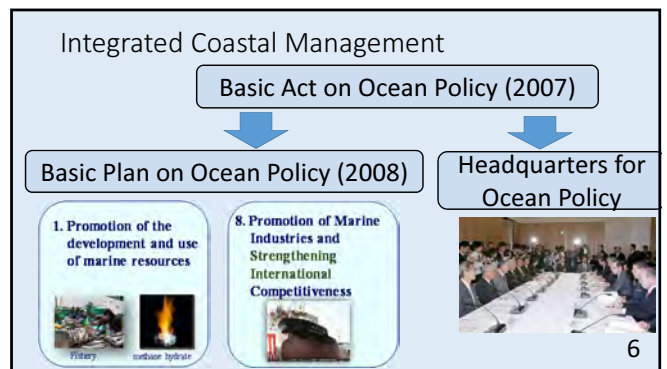 Integrated Coastal Management
Basic Act on Ocean Policy (2007)
Basic Plan on Ocean Policy (2008)
Headquarters for
Ocean Policy
1. Promotion of the
development and use
of marine resources
Fishery methane hydrate
8. Promotion of Marine
Industries and
Strengthening
International
Competitiveness
6